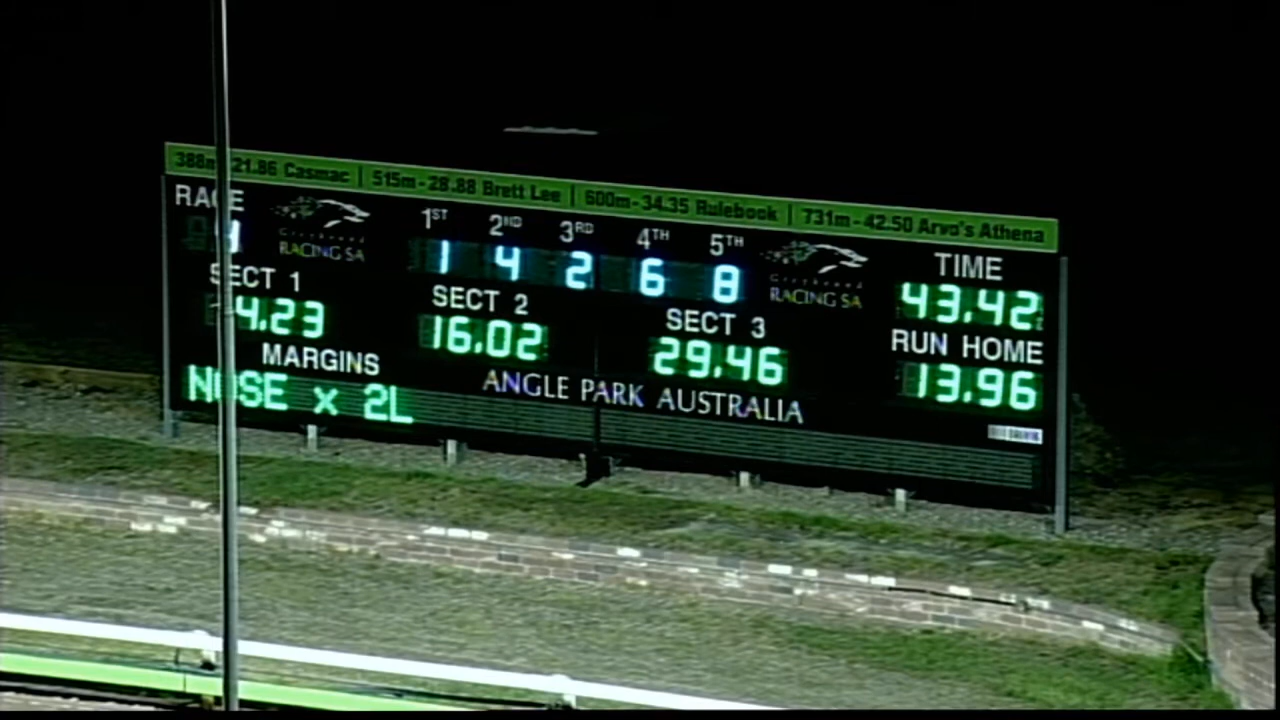 388m - 21.86 Casmac | 515m - 28.88 Brett Lee | 600m - 34.35 Rulebook | 731m - 42.50 Arvo's Athena
RACE 1ST 2ND 3RD 4TH 5TH TIME
4 Greyhound RACING SA 1 4 2 6 8 Greyhound RACING SA 43.42
SECT 1 SECT 2 SECT 3 RUN HOME
4.23 16.02 29.46 13.96
MARGINS ANGLE PARK AUSTRALIA
NOSE x 2L